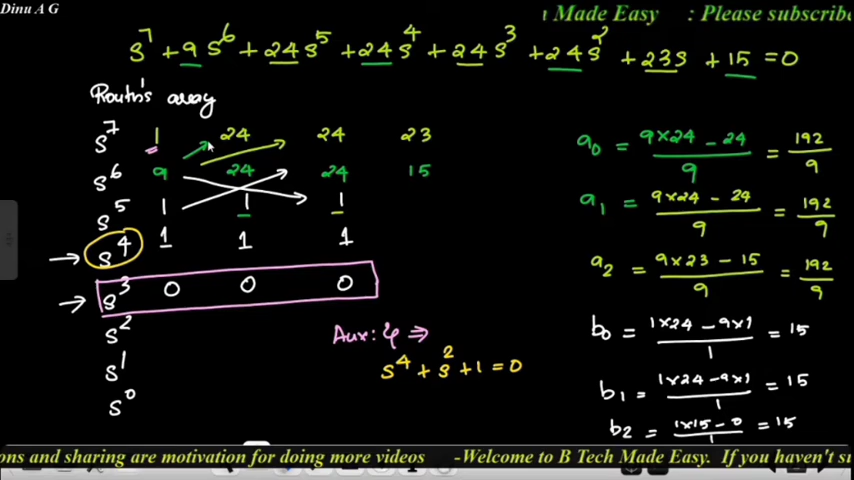 Dinu A G
t Made Easy : Please subscribe
s⁷ + 9s⁶ + 24s⁵ + 24s⁴ + 24s³ + 24s² + 23s + 15 = 0
Routh's array
s⁷ 1 24 24 23
s⁶ 9 24 24 15
s⁵ 1 1 1
s⁴ 1 1 1
s³ 0 0 0
s²
s¹
s⁰
Aux: ⇒
s⁴ + s² + 1 = 0
a₀ = (9×24 - 24)/9 = 192/9
a₁ = (9×24 - 24)/9 = 192/9
a₂ = (9×23 - 15)/9 = 192/9
b₀ = (1×24 - 9×1)/1 = 15
b₁ = (1×24 - 9×1)/1 = 15
b₂ = (1×15 - 0)/1 = 15
ons and sharing are motivation for doing more videos -Welcome to B Tech Made Easy. If you haven't su